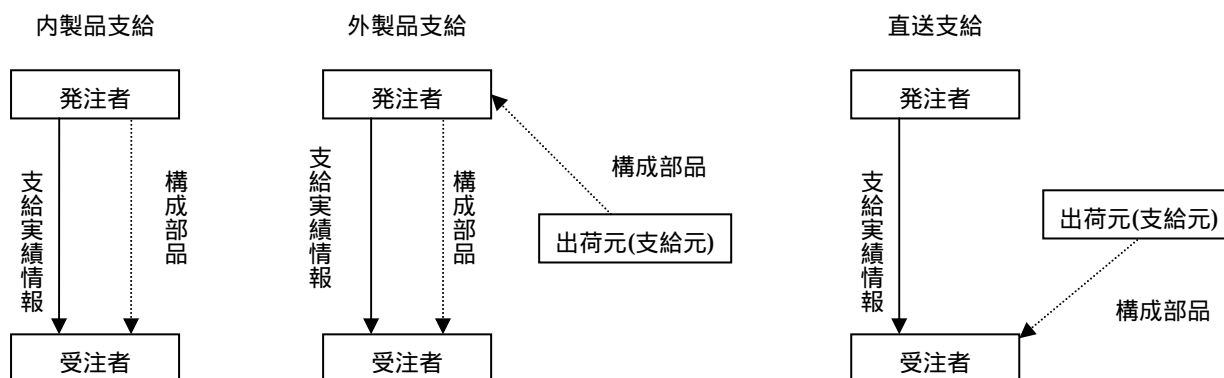 内製品支給
外製品支給
直送支給
発注者
発注者
発注者
支給実績情報
構成部品
支給実績情報
構成部品
構成部品
出荷元(支給元)
支給実績情報
出荷元(支給元)
構成部品
受注者
受注者
受注者